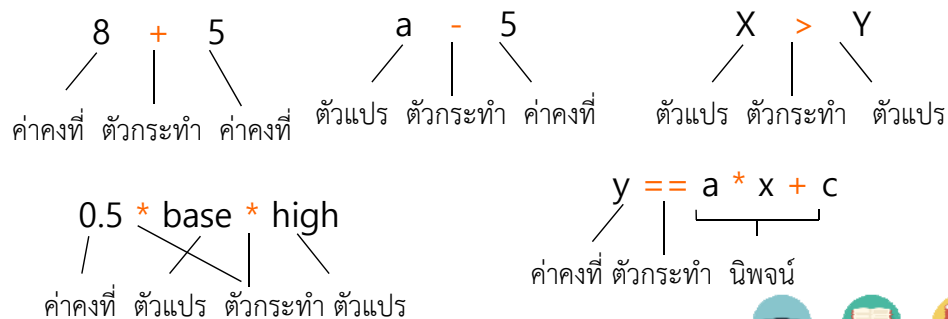 8 + 5
ค่าคงที่ ตัวกระทำ ค่าคงที่
a - 5
ตัวแปร ตัวกระทำ ค่าคงที่
X > Y
ตัวแปร ตัวกระทำ ตัวแปร
0.5 * base * high
ค่าคงที่ ตัวแปร ตัวกระทำ ตัวแปร
y == a * x + c
ค่าคงที่ ตัวกระทำ นิพจน์